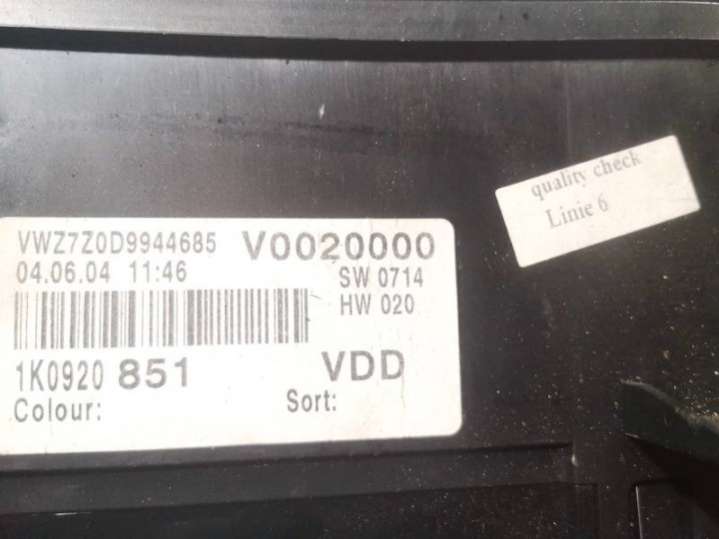 quality check
Linie 6
VWZ7Z0D9944685 V0020000
04.06.04 11:46 SW 0714
HW 020
1K0920 851 VDD
Colour: Sort: